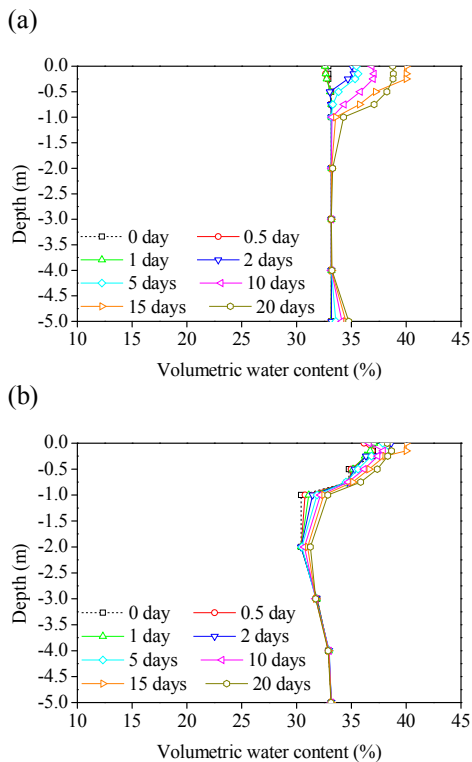 (a)
0.0
-0.5
-1.0
-1.5
-2.0
-2.5
-3.0
-3.5
-4.0
-4.5
-5.0
Depth (m)
0 day 0.5 day
1 day 2 days
5 days 10 days
15 days 20 days
10 15 20 25 30 35 40 45
Volumetric water content (%)
(b)
0.0
-0.5
-1.0
-1.5
-2.0
-2.5
-3.0
-3.5
-4.0
-4.5
-5.0
Depth (m)
0 day 0.5 day
1 day 2 days
5 days 10 days
15 days 20 days
10 15 20 25 30 35 40 45
Volumetric water content (%)